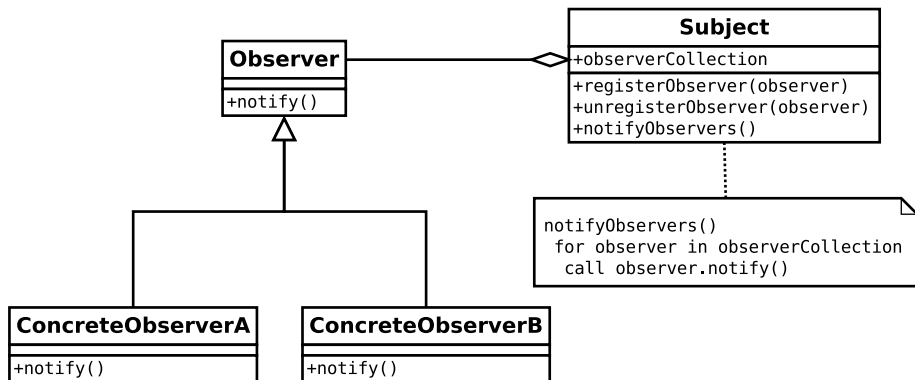 Observer
+notify()
Subject
+observerCollection
+registerObserver(observer)
+unregisterObserver(observer)
+notifyObservers()
notifyObservers()
for observer in observerCollection
call observer.notify()
ConcreteObserverA
+notify()
ConcreteObserverB
+notify()